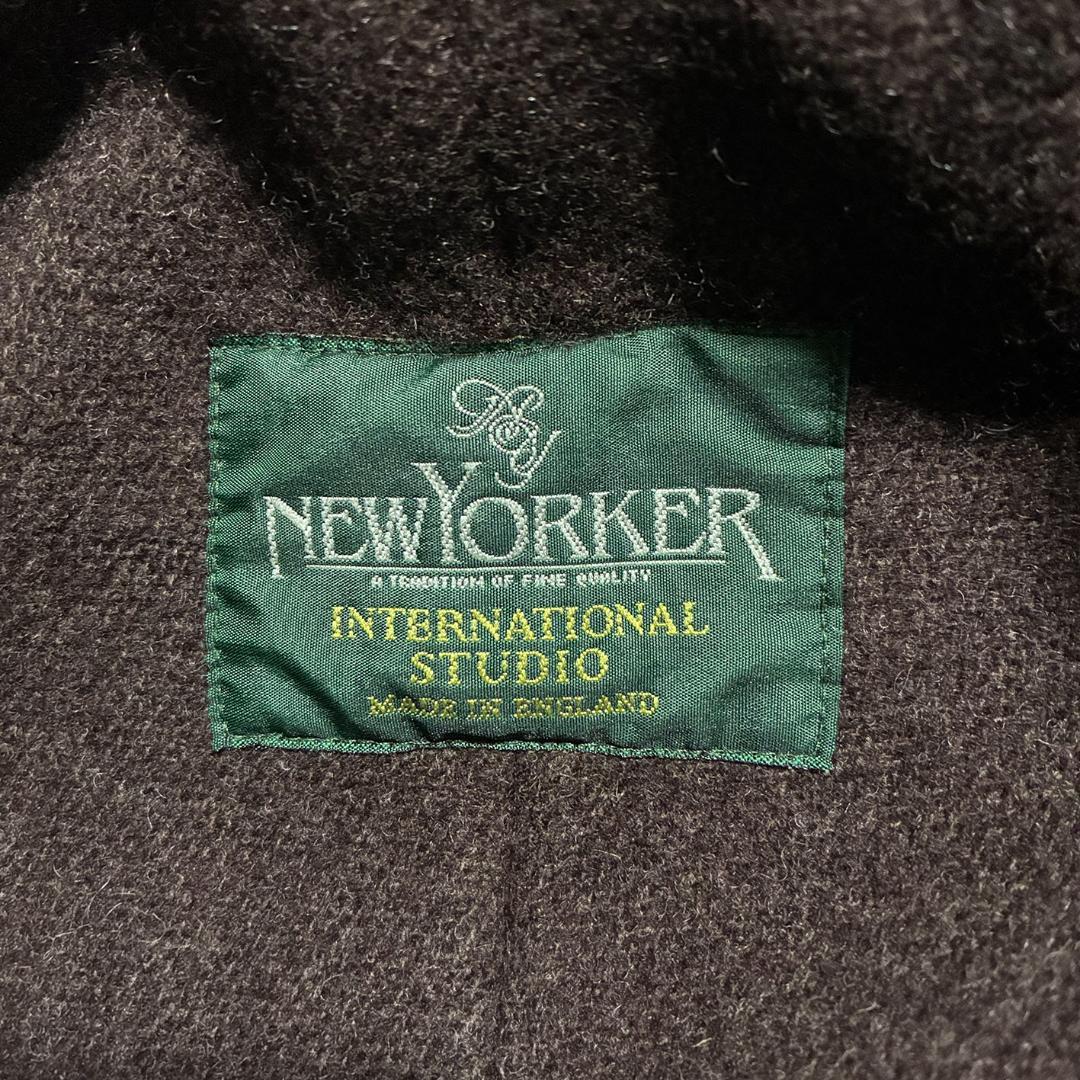 NEWYORKER
A TRADITION OF FINE QUALITY
INTERNATIONAL
STUDIO
MADE IN ENGLAND